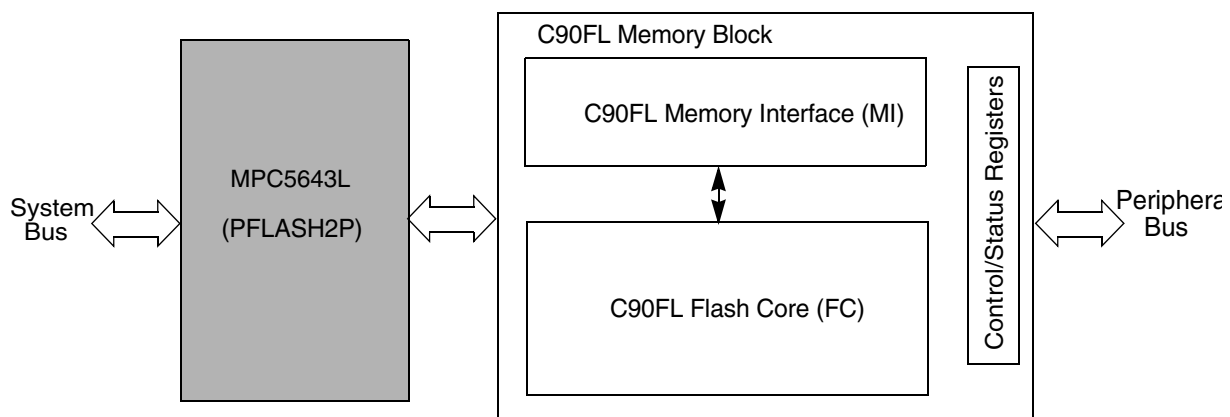 C90FL Memory Block
C90FL Memory Interface (MI)
MPC5643L
(PFLASH2P)
System
Bus
C90FL Flash Core (FC)
Control/Status Registers
Periphera
Bus